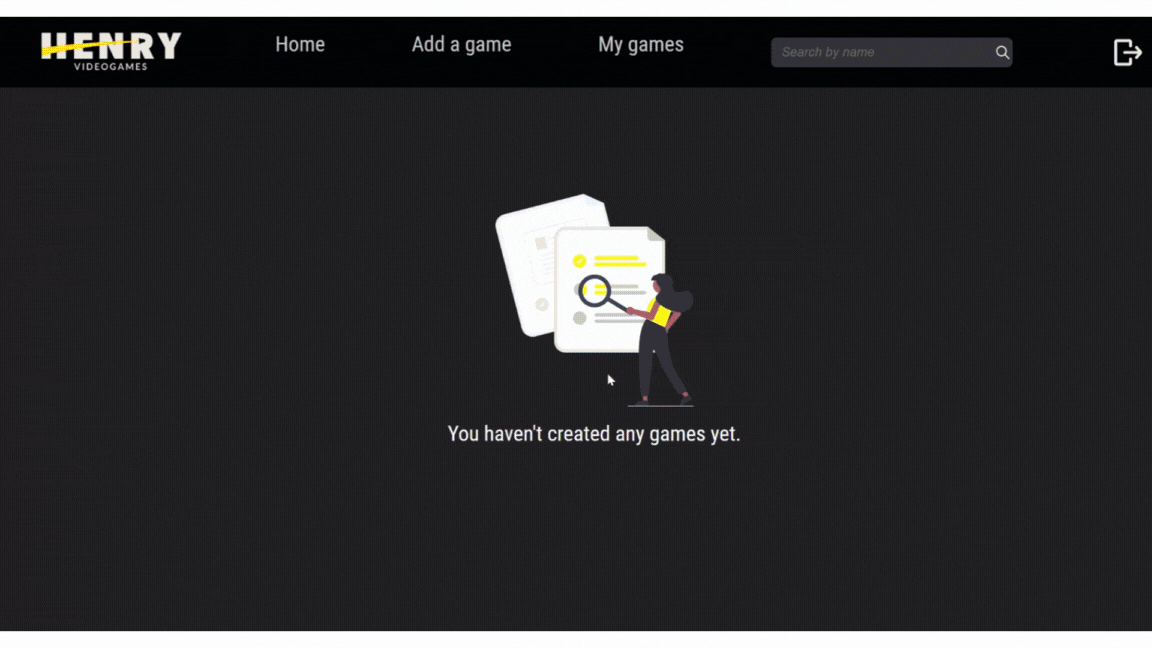 HENRY
VIDEOGAMES
Home
Add a game
My games
Search by name
You haven't created any games yet.